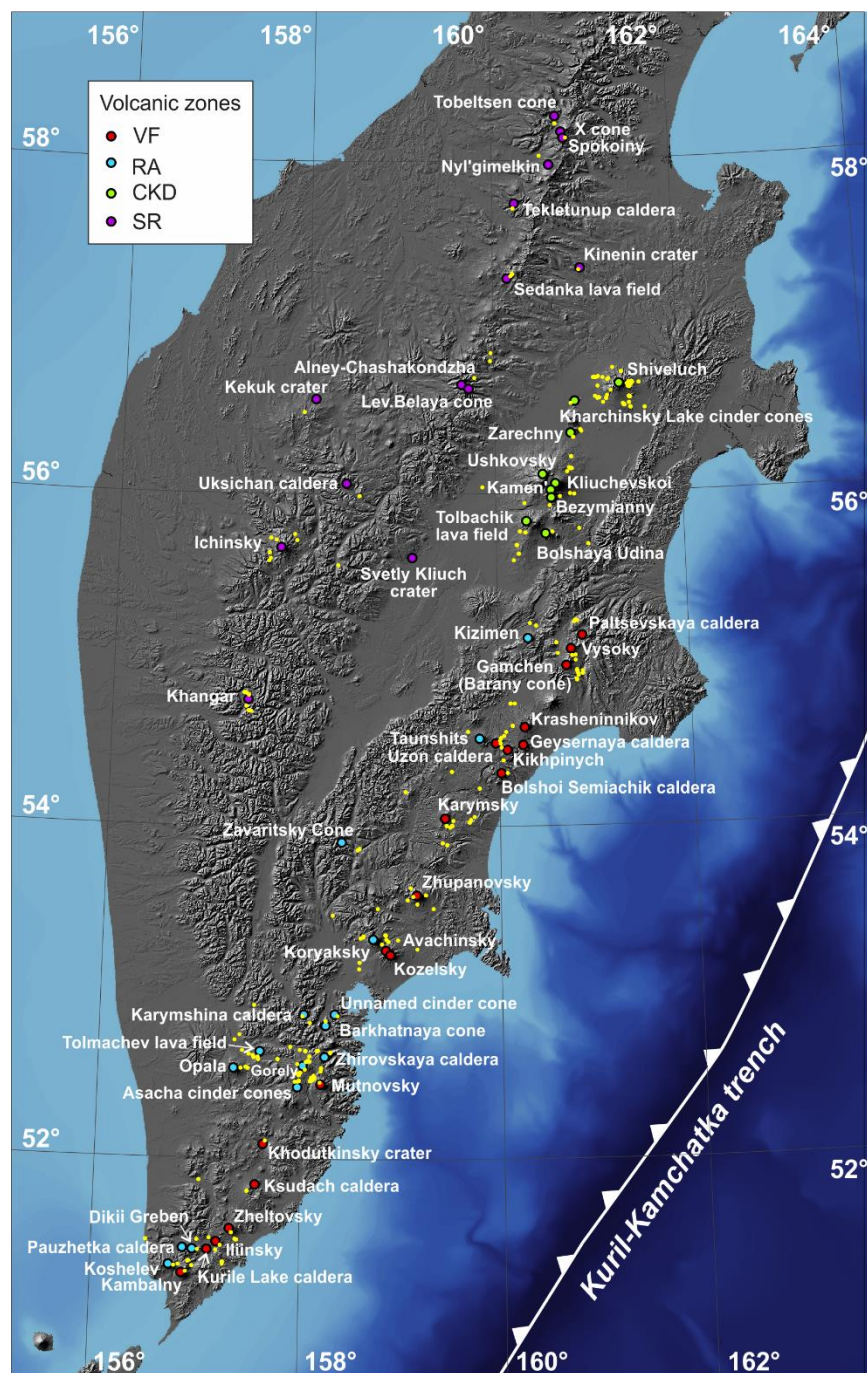 156°
158°
160°
162°
164°
Volcanic zones
VF
RA
CKD
SR
58°
58°
Tobeltsen cone
X cone
Spokoiny
Nyl'gimelkin
Tekletunup caldera
Kinenin crater
Sedanka lava field
Alney-Chashakondzha
Shiveluch
Kekuk crater
Lev.Belaya cone
Kharchinsky Lake cinder cones
Zarechny
Ushkovsky
56°
56°
Uksichan caldera
Kliuchevskoi
Kamen
Bezymianny
Tolbachik
lava field
Ichinsky
Bolshaya Udina
Svetly Kliuch
crater
Kizimen
Paltsevskaya caldera
Vysoky
Gamchen
(Barany cone)
Khangar
Krasheninnikov
Taunshits
Geysernaya caldera
Uzon caldera
Kikhpinych
Bolshoi Semiachik caldera
54°
54°
Karymsky
Zavaritsky Cone
Zhupanovsky
Avachinsky
Koryaksky
Kozelsky
Karymshina caldera
Unnamed cinder cone
Barkhatnaya cone
Tolmachev lava field
Zhirovskaya caldera
Opala
Gorely
Mutnovsky
Asacha cinder cones
Kuril-Kamchatka trench
52°
52°
Khodutkinsky crater
Ksudach caldera
Dikii Greben
Zheltovsky
Pauzhetka caldera
Iliinsky
Koshelev
Kurile Lake caldera
Kambalny
156°
158°
160°
162°